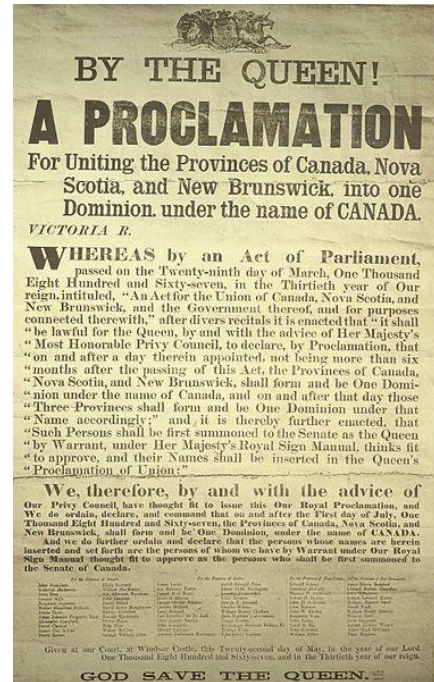 BY THE QUEEN!
A PROCLAMATION
For Uniting the Provinces of Canada, Nova
Scotia, and New Brunswick, into one
Dominion, under the name of CANADA.
VICTORIA R.
WHEREAS by an Act of Parliament,
passed on the Twenty-ninth day of March, One Thousand
Eight Hundred and Sixty-seven, in the Thirtieth year of Our
reign, intituled, "An Act for the Union of Canada, Nova Scotia, and
New Brunswick, and the Government thereof, and for purposes
connected therewith," after divers recitals it is enacted that "it shall
"be lawful for the Queen, by and with the advice of Her Majesty's
"Most Honorable Privy Council, to declare, by Proclamation, that
"on and after a day therein appointed, not being more than six
"months after the passing of this Act, the Provinces of Canada,
"Nova Scotia, and New Brunswick, shall form and be One Domi-
"nion under the name of Canada, and on and after that day those
"Three Provinces shall form and be One Dominion under that
"Name accordingly;" and it is thereby further enacted, that
"Such Persons shall be first summoned to the Senate as the Queen
"by Warrant, under Her Majesty's Royal Sign Manual, thinks fit
"to approve, and their Names shall be inserted in the Queen's
"Proclamation of Union:"
We, therefore, by and with the advice of
Our Privy Council, have thought fit to issue this Our Royal Proclamation, and
We do ordain, declare, and command that on and after the First day of July, One
Thousand Eight Hundred and Sixty-seven, the Provinces of Canada, Nova Scotia, and
New Brunswick, shall form and be One Dominion, under the name of CANADA.
And we do further ordain and declare that the persons whose names are herein
inserted and set forth are the persons of whom we have by Warrant under Our Royal
Sign Manual thought fit to approve as the persons who shall be first summoned to
the Senate of Canada.
Given at our Court, at Windsor Castle, this Twenty-second day of May, in the year of our Lord
One Thousand Eight Hundred and Sixty-seven, and in the Thirtieth year of our reign.
GOD SAVE THE QUEEN.